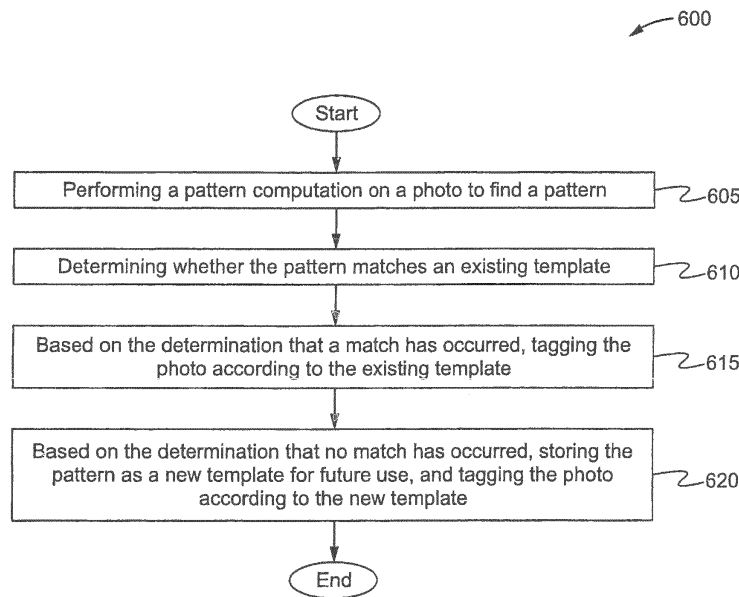 600
Start
Performing a pattern computation on a photo to find a pattern
605
Determining whether the pattern matches an existing template
610
Based on the determination that a match has occurred, tagging the
photo according to the existing template
615
Based on the determination that no match has occurred, storing the
pattern as a new template for future use, and tagging the photo
according to the new template
620
End